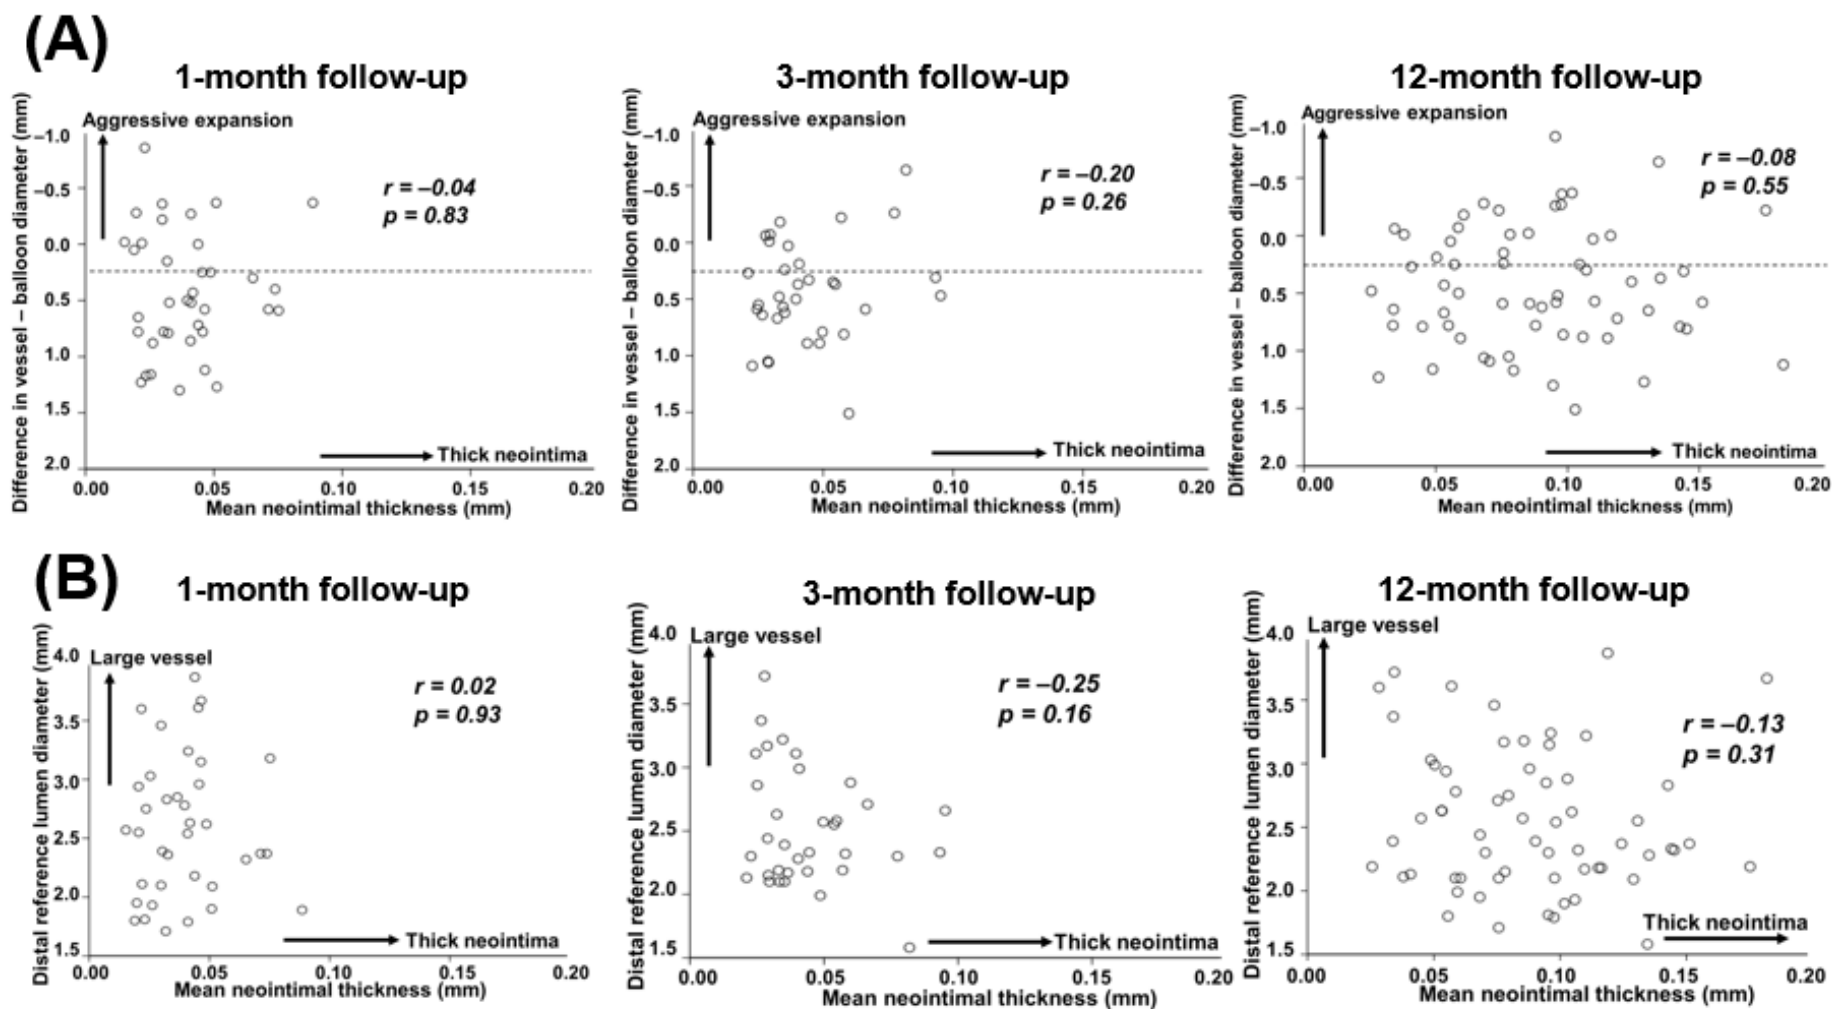 (A)
1-month follow-up
Difference in vessel – balloon diameter (mm)
Aggressive expansion
–1.0
–0.5
0.0
0.5
1.0
1.5
2.0
r = –0.04
p = 0.83
Thick neointima
0.00 0.05 0.10 0.15 0.20
Mean neointimal thickness (mm)
3-month follow-up
Difference in vessel – balloon diameter (mm)
Aggressive expansion
–1.0
–0.5
0.0
0.5
1.0
1.5
2.0
r = –0.20
p = 0.26
Thick neointima
0.00 0.05 0.10 0.15 0.20
Mean neointimal thickness (mm)
12-month follow-up
Difference in vessel – balloon diameter (mm)
Aggressive expansion
–1.0
–0.5
0.0
0.5
1.0
1.5
2.0
r = –0.08
p = 0.55
Thick neointima
0.00 0.05 0.10 0.15 0.20
Mean neointimal thickness (mm)
(B)
1-month follow-up
Distal reference lumen diameter (mm)
Large vessel
4.0
3.5
3.0
2.5
2.0
1.5
r = 0.02
p = 0.93
Thick neointima
0.00 0.05 0.10 0.15 0.20
Mean neointimal thickness (mm)
3-month follow-up
Distal reference lumen diameter (mm)
Large vessel
4.0
3.5
3.0
2.5
2.0
1.5
r = –0.25
p = 0.16
Thick neointima
0.00 0.05 0.10 0.15 0.20
Mean neointimal thickness (mm)
12-month follow-up
Distal reference lumen diameter (mm)
Large vessel
4.0
3.5
3.0
2.5
2.0
1.5
r = –0.13
p = 0.31
Thick neointima
0.00 0.05 0.10 0.15 0.20
Mean neointimal thickness (mm)